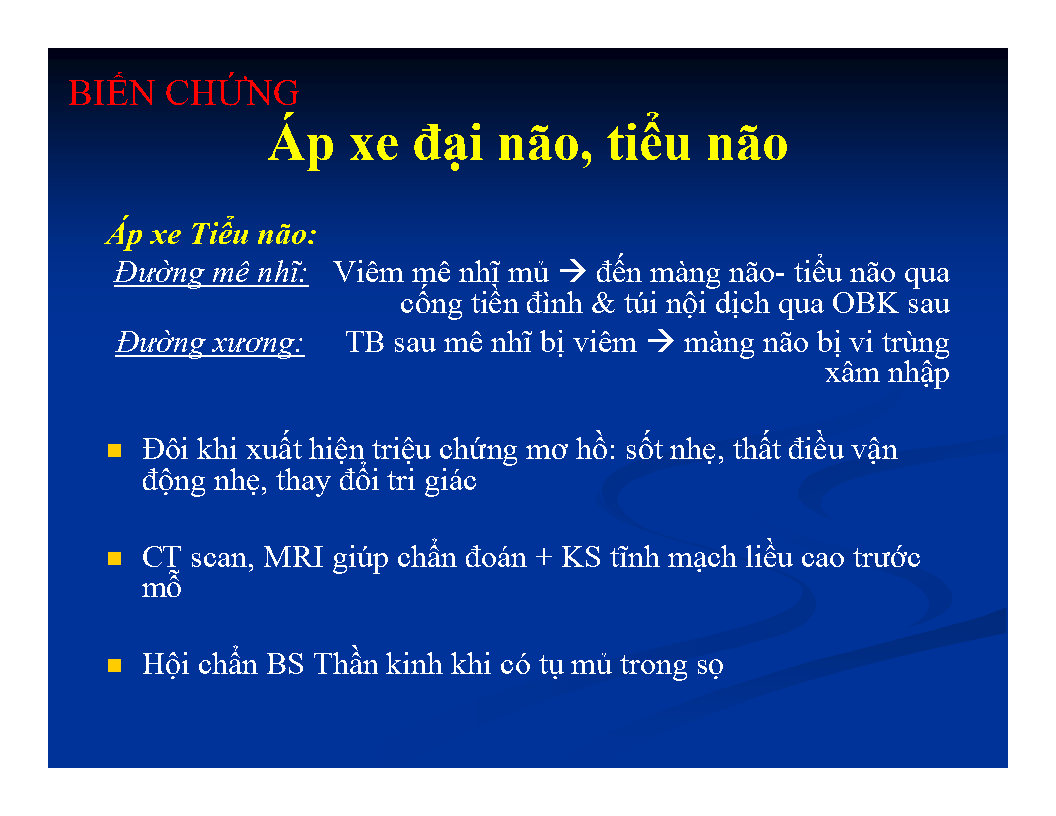 BIẾN CHỨNG
Áp xe đại não, tiểu não
Áp xe Tiểu não:
Đường mê nhĩ: Viêm mê nhĩ mủ → đến màng não- tiểu não qua
cống tiền đình & túi nội dịch qua OBK sau
Đường xương: TB sau mê nhĩ bị viêm → màng não bị vi trùng
xâm nhập
Đôi khi xuất hiện triệu chứng mơ hồ: sốt nhẹ, thất điều vận
động nhẹ, thay đổi tri giác
CT scan, MRI giúp chẩn đoán + KS tĩnh mạch liều cao trước
mỗ
Hội chẩn BS Thần kinh khi có tụ mủ trong sọ